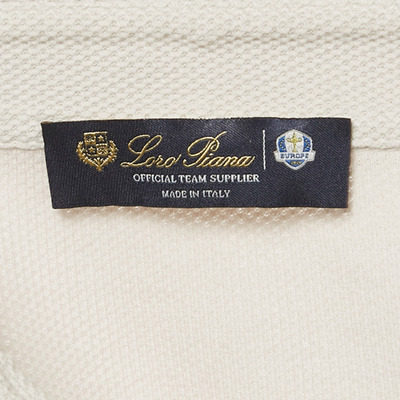 Loro Piana
EUROPE
OFFICIAL TEAM SUPPLIER
MADE IN ITALY